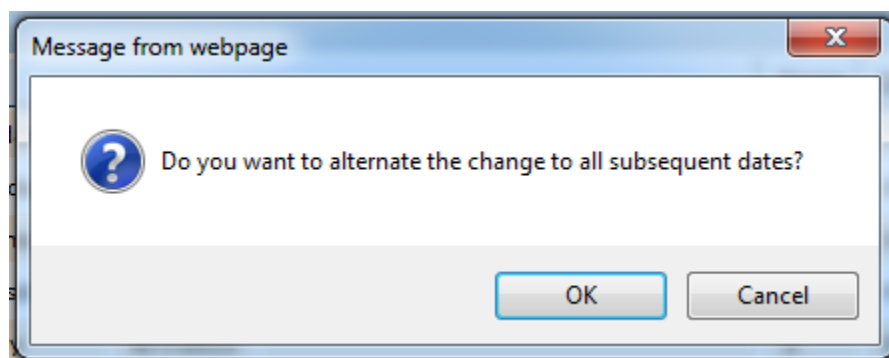 Message from webpage
Do you want to alternate the change to all subsequent dates?
OK
Cancel